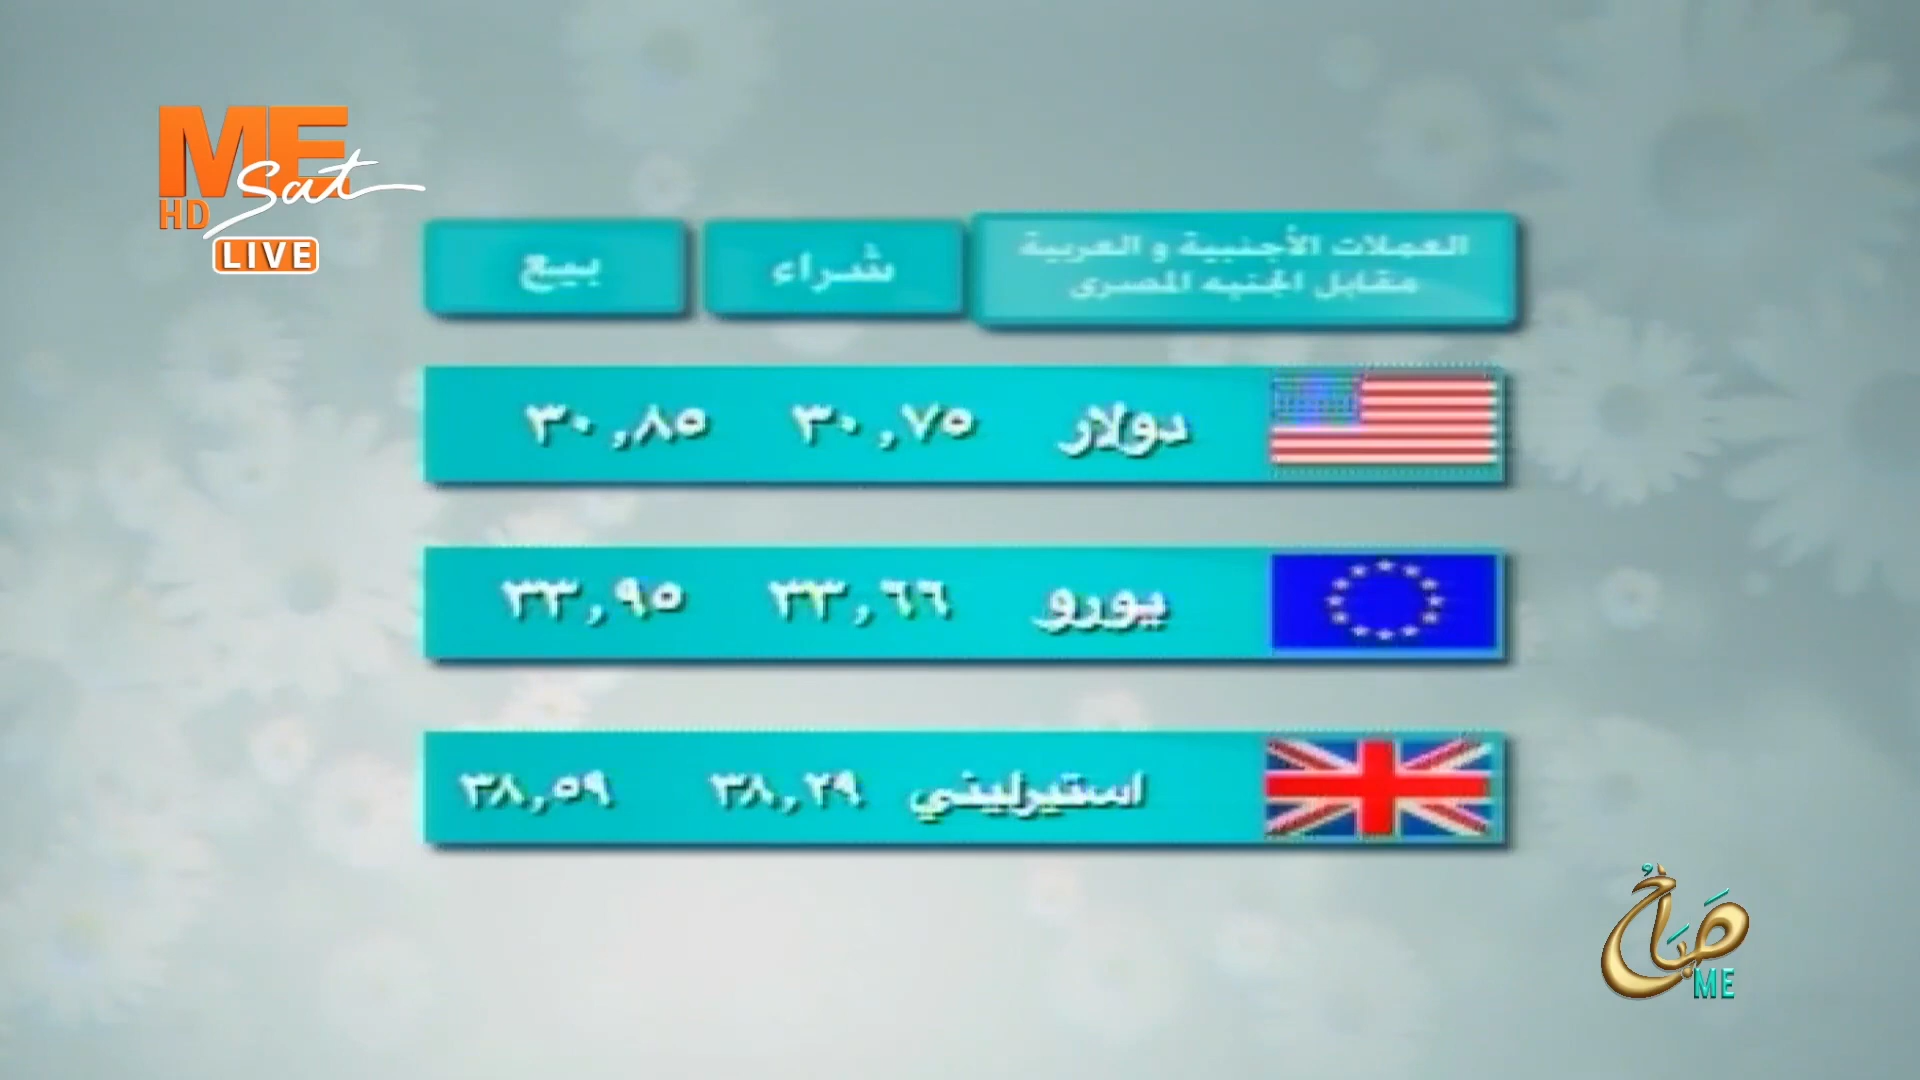 ME
Sat
HD
LIVE
العملات الأجنبية و العربية
مقابل الجنيه المصرى
شراء
بيع
دولار ٣٠,٧٥ ٣٠,٨٥
يورو ٣٣,٦٦ ٣٣,٩٥
استيرليني ٣٨,٢٩ ٣٨,٥٩
صَبَاحُ
ME